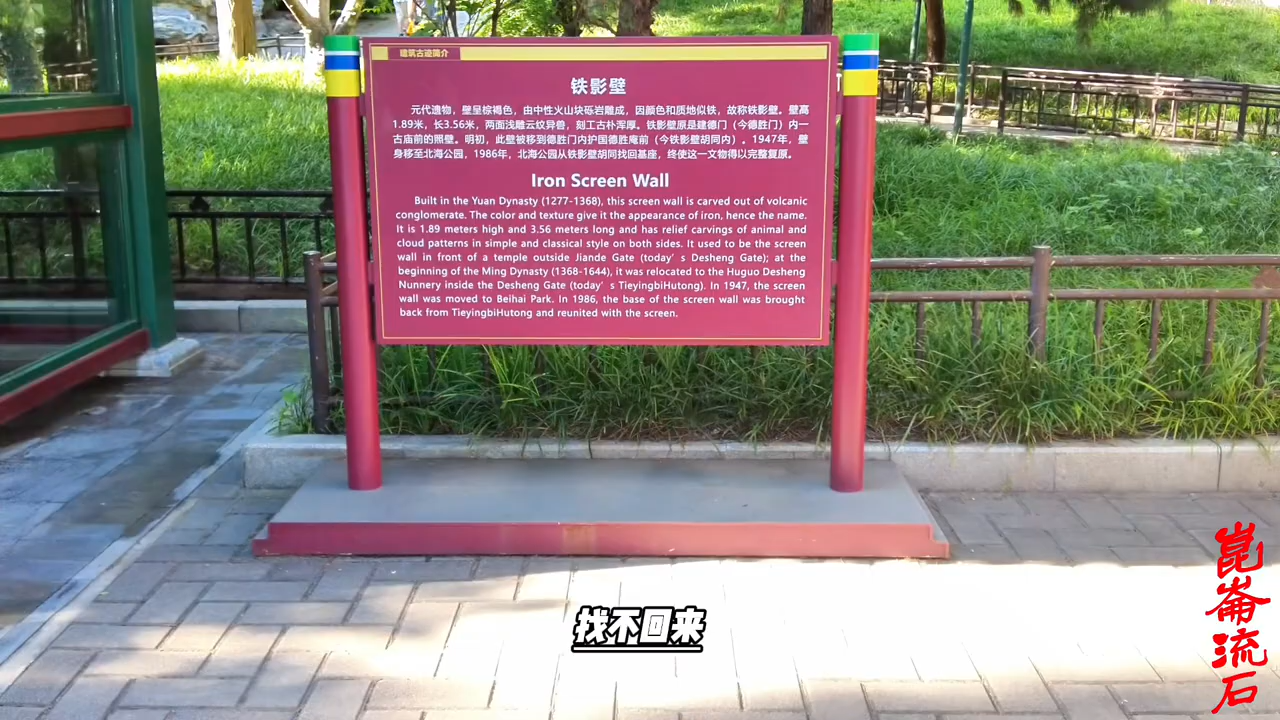 建筑古迹简介
铁影壁
元代遗物，壁呈棕褐色，由中性火山块砾岩雕成，因颜色和质地似铁，故称铁影壁。壁高
1.89米，长3.56米，两面浅雕云纹异兽，刻工古朴浑厚。铁影壁原是建德门（今德胜门）内一
古庙前的照壁。明初，此壁被移到德胜门内护国德胜庵前（今铁影壁胡同内）。1947年，壁
身移至北海公园，1986年，北海公园从铁影壁胡同找回基座，终使这一文物得以完整复原。
Iron Screen Wall
Built in the Yuan Dynasty (1277-1368), this screen wall is carved out of volcanic
conglomerate. The color and texture give it the appearance of iron, hence the name.
It is 1.89 meters high and 3.56 meters long and has relief carvings of animal and
cloud patterns in simple and classical style on both sides. It used to be the screen
wall in front of a temple outside Jiande Gate (today's Desheng Gate); at the
beginning of the Ming Dynasty (1368-1644), it was relocated to the Huguo Desheng
Nunnery inside the Desheng Gate (today's TieyingbiHutong). In 1947, the screen
wall was moved to Beihai Park. In 1986, the base of the screen wall was brought
back from TieyingbiHutong and reunited with the screen.
找不回来
崑崙流石